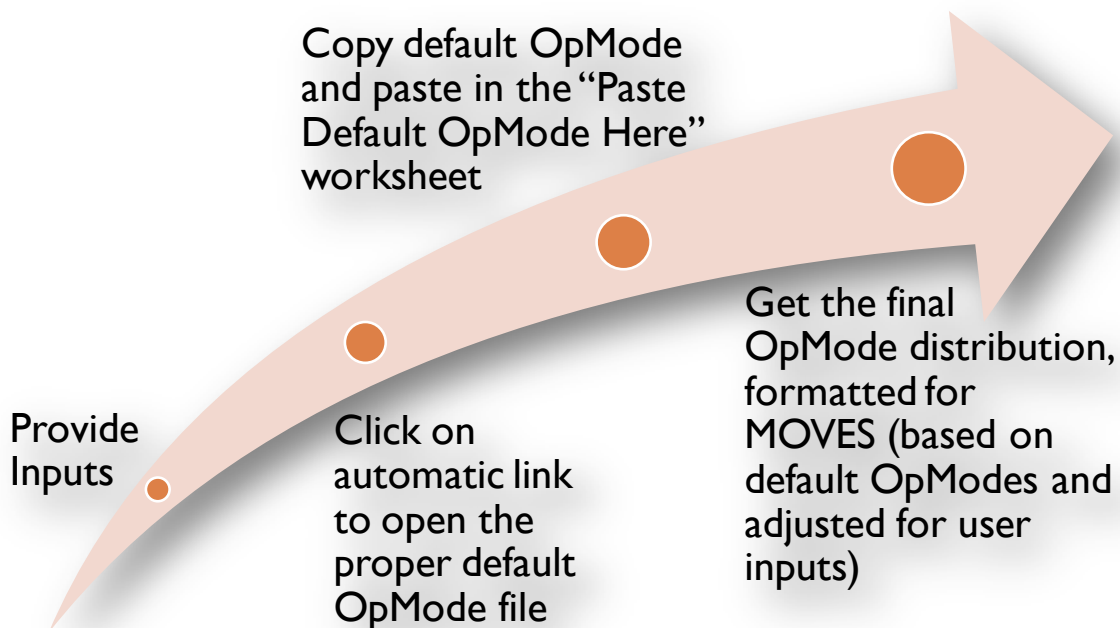 Provide
Inputs
Click on
automatic link
to open the
proper default
OpMode file
Copy default OpMode
and paste in the “Paste
Default OpMode Here”
worksheet
Get the final
OpMode distribution,
formatted for
MOVES (based on
default OpModes and
adjusted for user
inputs)